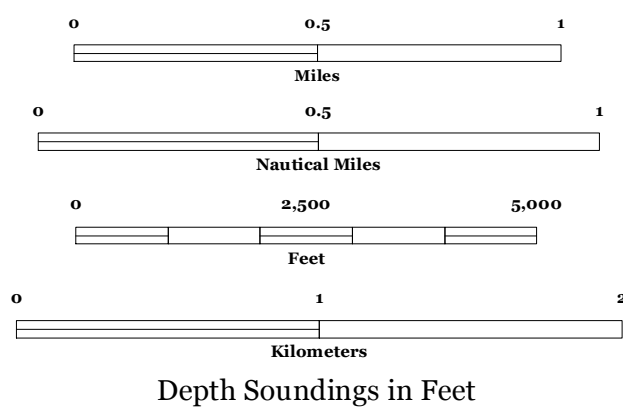 0 0.5 1
Miles
0 0.5 1
Nautical Miles
0 2,500 5,000
Feet
0 1 2
Kilometers
Depth Soundings in Feet